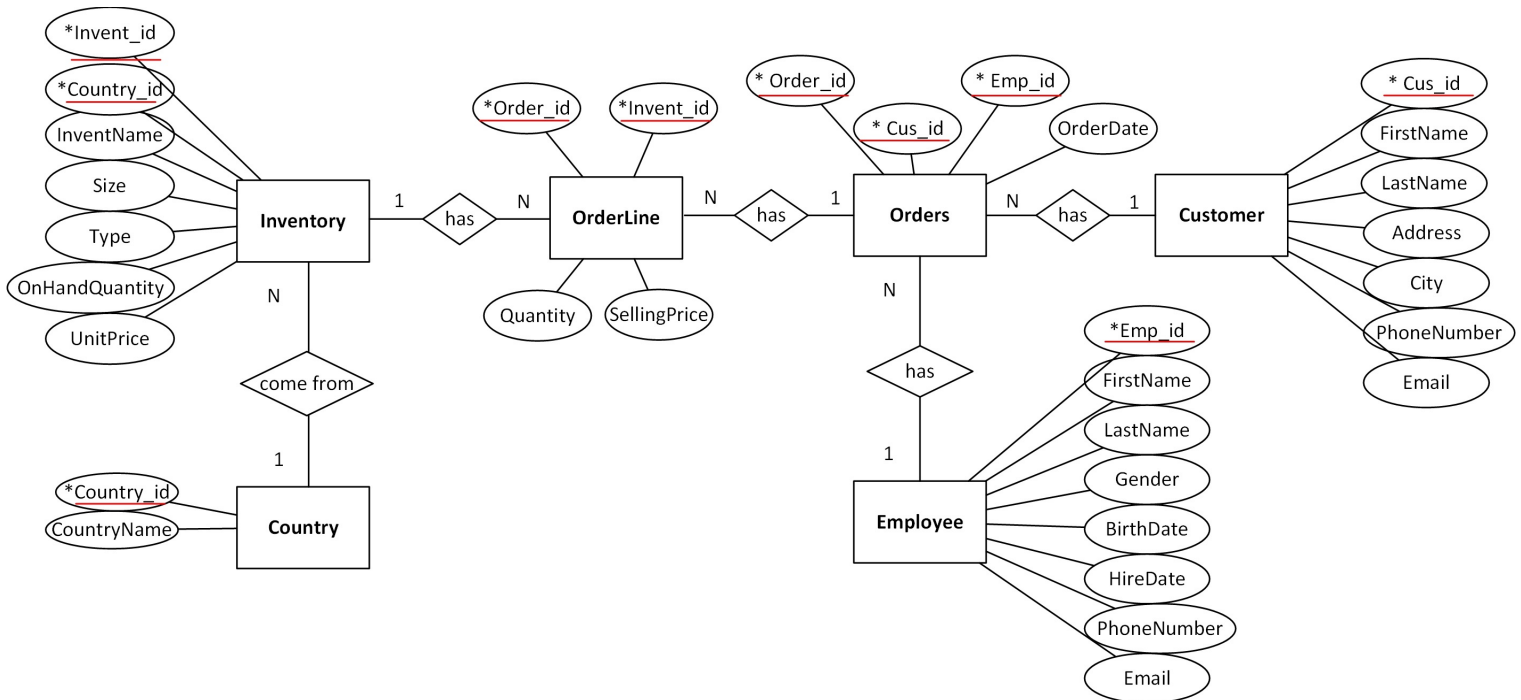 *Invent_id
*Country_id
InventName
Size
Type
OnHandQuantity
UnitPrice
Inventory
1
has
N
*Order_id
*Invent_id
OrderLine
Quantity
SellingPrice
N
has
1
* Order_id
* Cus_id
* Emp_id
OrderDate
Orders
N
has
1
Customer
* Cus_id
FirstName
LastName
Address
City
PhoneNumber
Email
N
come from
1
*Country_id
CountryName
Country
N
has
1
Employee
*Emp_id
FirstName
LastName
Gender
BirthDate
HireDate
PhoneNumber
Email